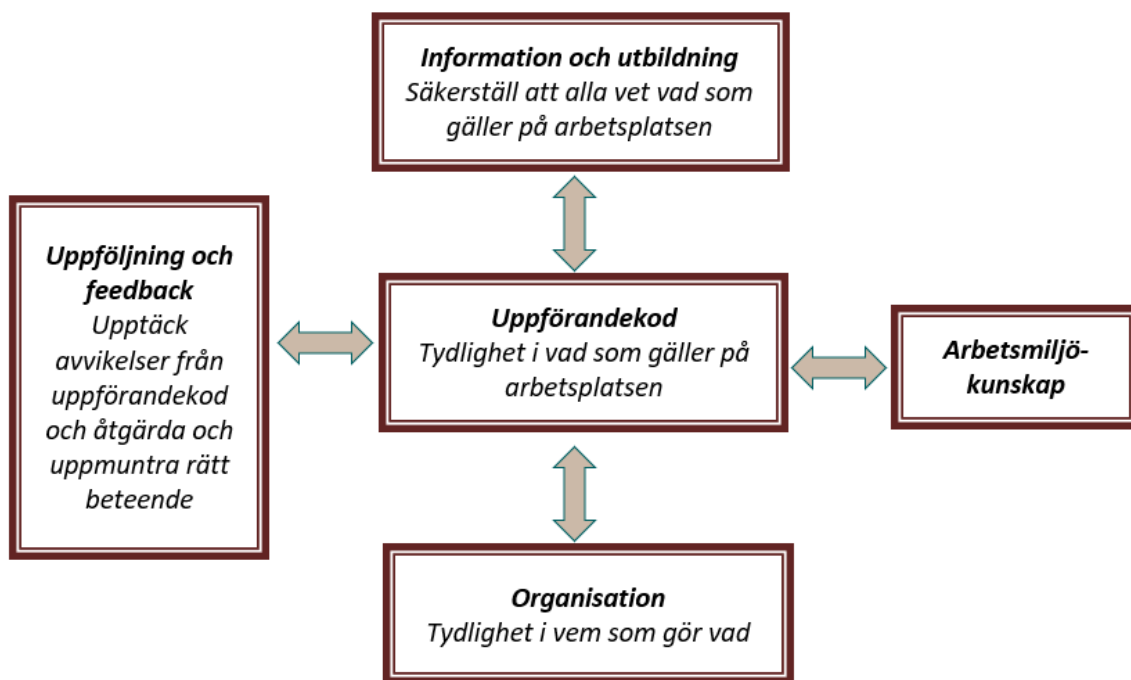 Information och utbildning
Säkerställ att alla vet vad som
gäller på arbetsplatsen
Uppföljning och
feedback
Upptäck
avvikelser från
uppförandekod
och åtgärda och
uppmuntra rätt
beteende
Uppförandekod
Tydlighet i vad som gäller på
arbetsplatsen
Arbetsmiljö-
kunskap
Organisation
Tydlighet i vem som gör vad